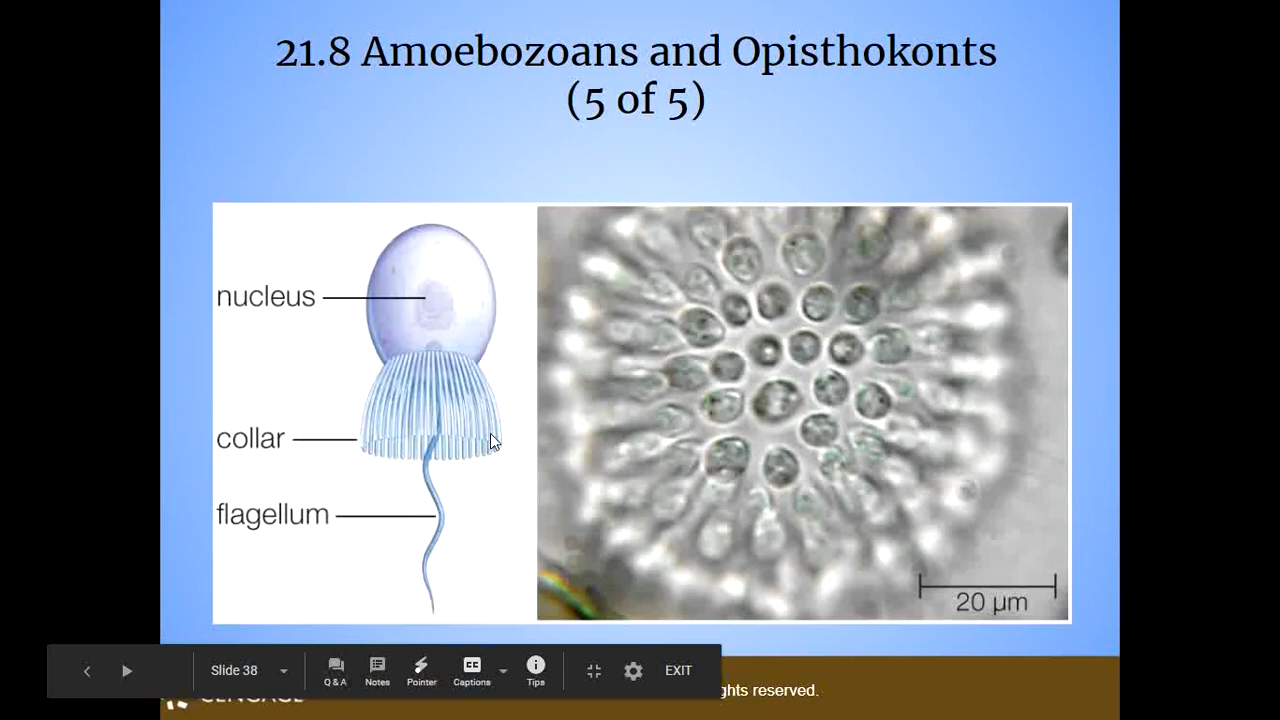 21.8 Amoebozoans and Opisthokonts
(5 of 5)
nucleus
collar
flagellum
20 µm
Slide 38
Q & A
Notes
Pointer
Captions
Tips
EXIT
CENGAGE
ghts reserved.